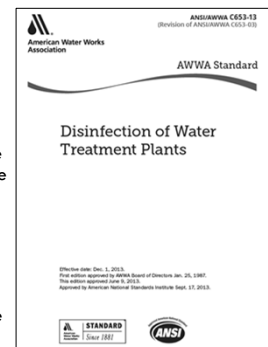 ANSI/AWWA C653-13
(Revision of ANSI/AWWA C653-03)
American Water Works
Association
AWWA Standard
Disinfection of Water
Treatment Plants
e
e
Effective date: Dec. 1, 2013.
First edition approved by AWWA Board of Directors Jan. 25, 1987.
This edition approved June 9, 2013.
Approved by American National Standards Institute Sept. 17, 2013.
e
STANDARD
Since 1881
ANSI